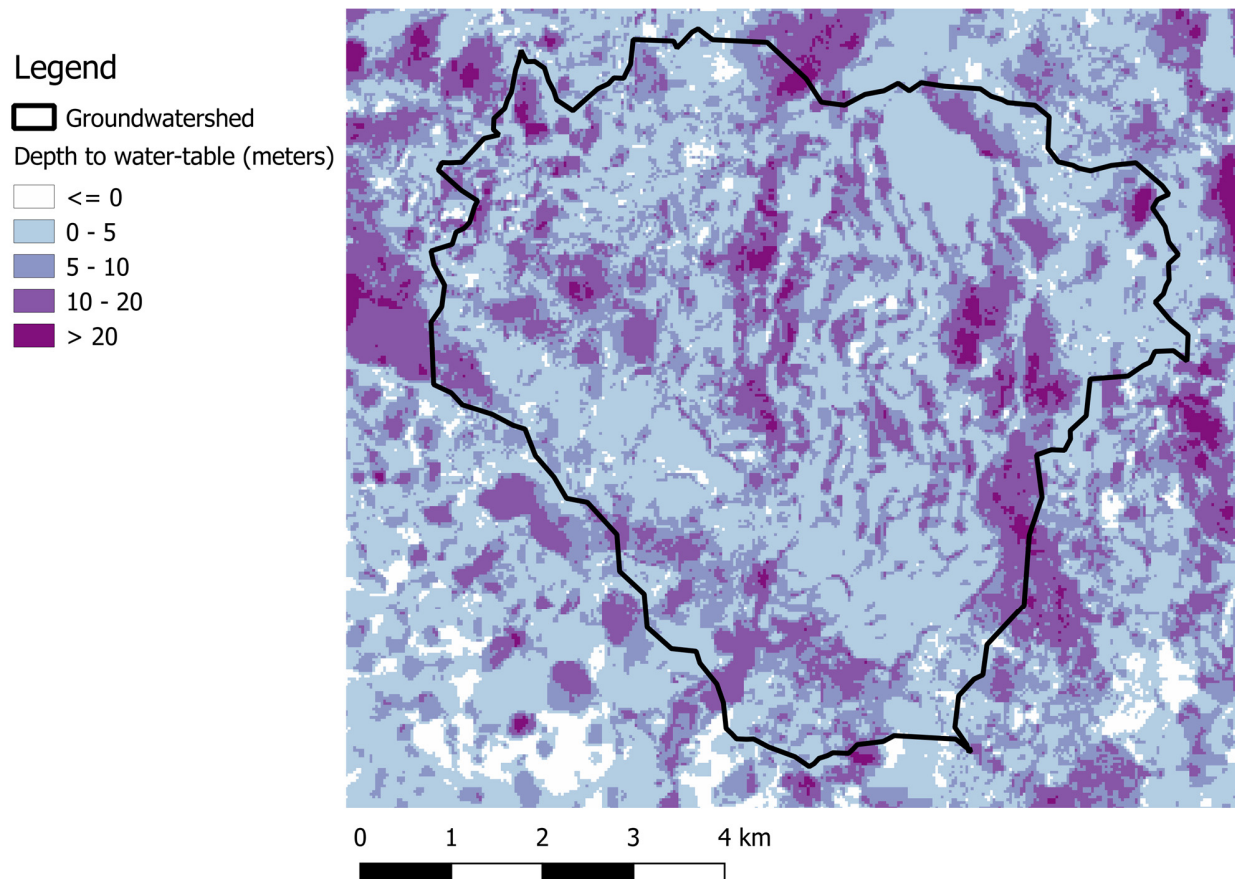 Legend
Groundwatershed
Depth to water-table (meters)
<= 0
0 - 5
5 - 10
10 - 20
> 20
0 1 2 3 4 km